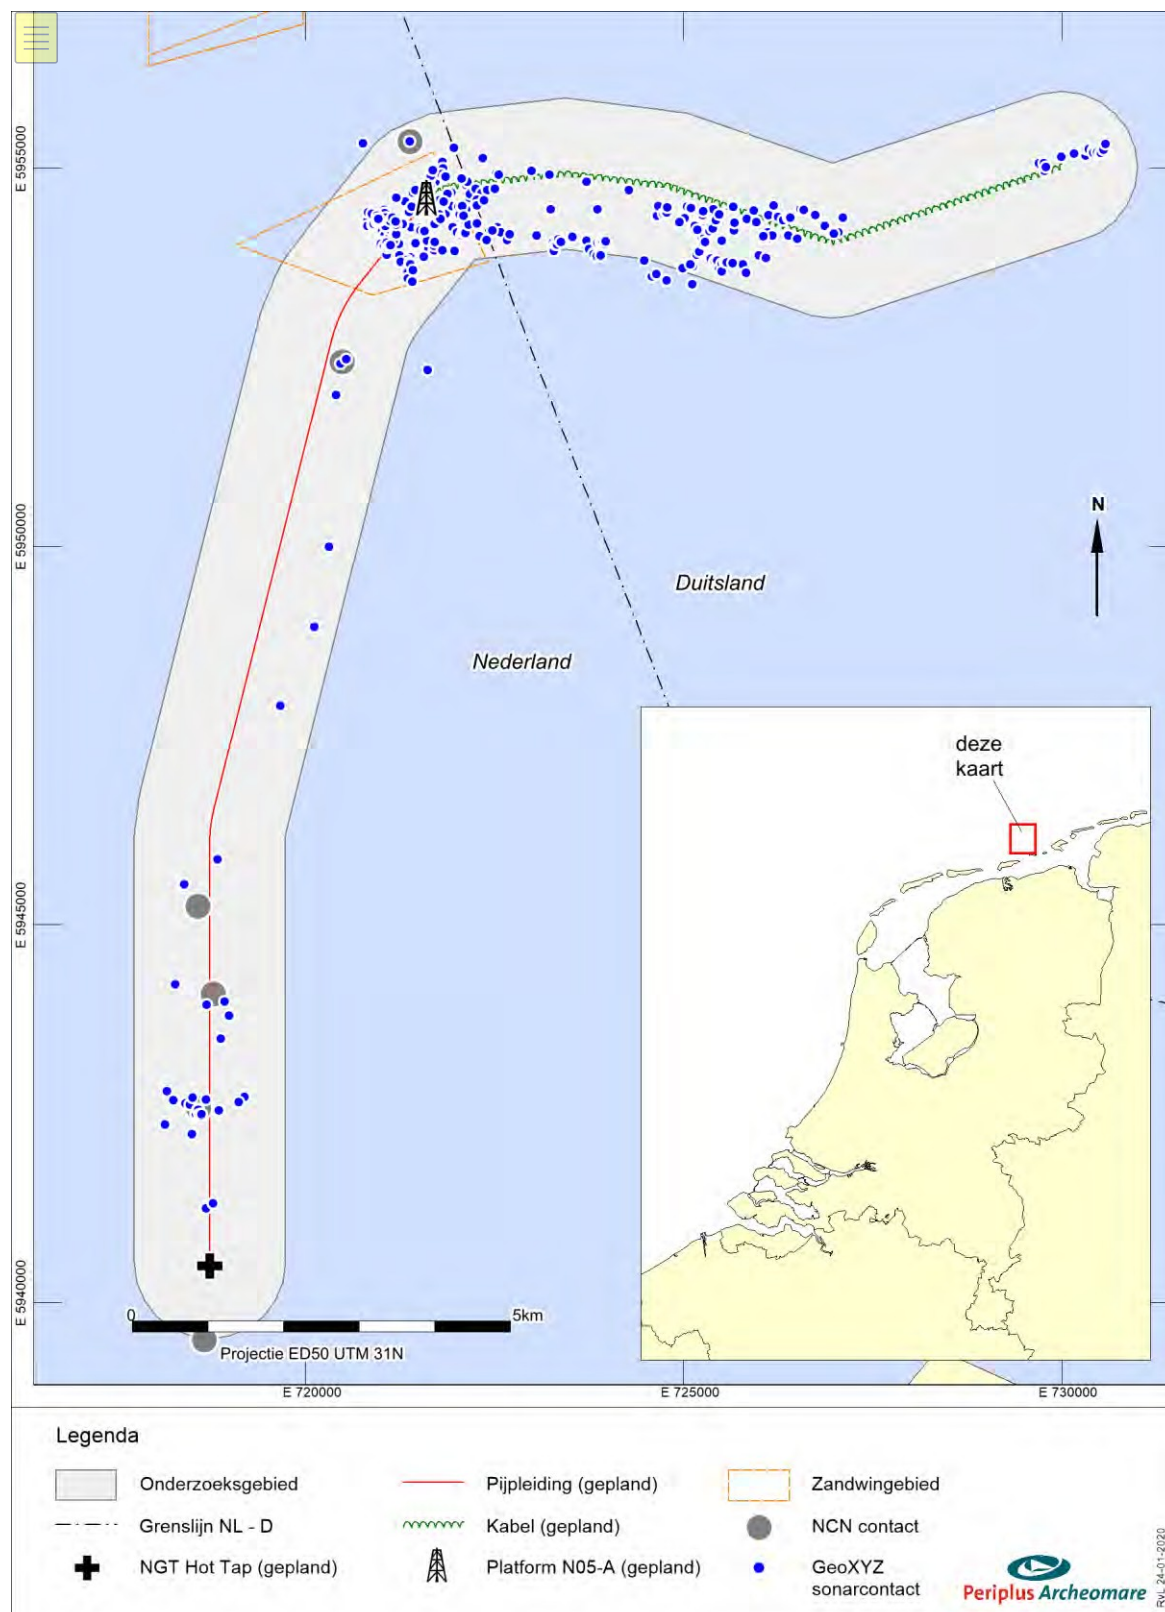 E 5955000
E 5950000
E 5945000
E 5940000
N
Duitsland
Nederland
deze
kaart
0
5km
Projectie ED50 UTM 31N
E 720000
E 725000
E 730000
Legenda
Onderzoeksgebied
Pijpleiding (gepland)
Zandwingebied
Grenslijn NL - D
Kabel (gepland)
NCN contact
NGT Hot Tap (gepland)
Platform N05-A (gepland)
GeoXYZ
sonarcontact
Periplus Archeomare
RvL 24-01-2020